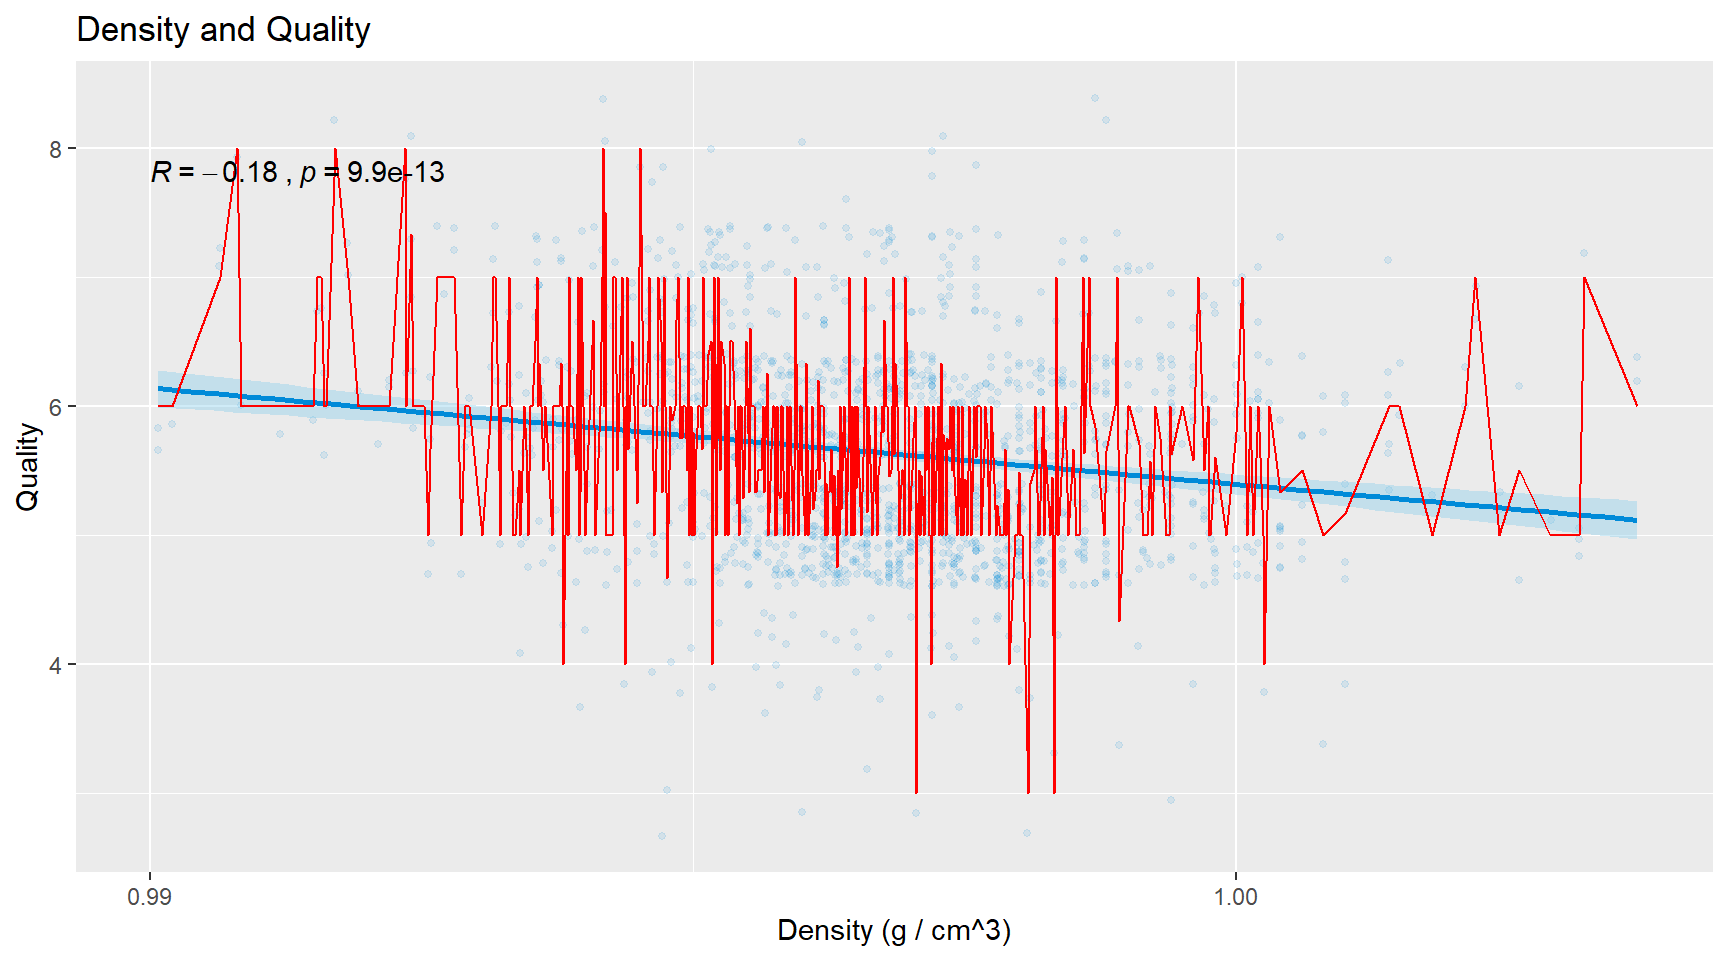 Density and Quality
R = −0.18 , p = 9.9e-13
8
6
4
Quality
0.99
1.00
Density (g / cm^3)